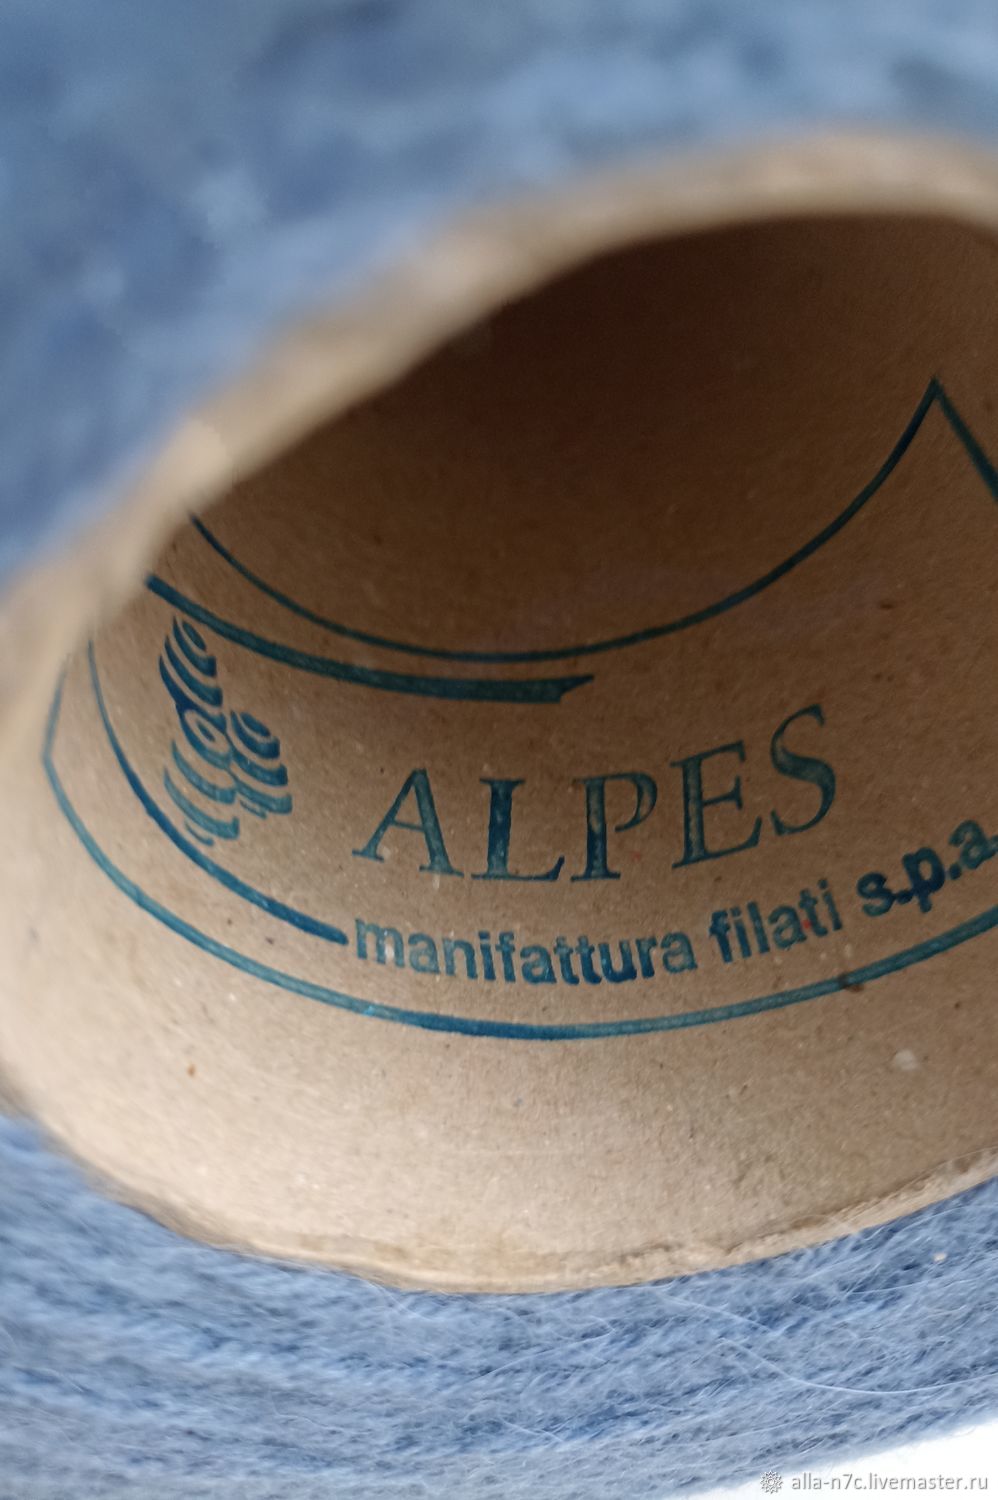 ALPES
manifattura filati s.p.a.
alla-n7c.livemaster.ru